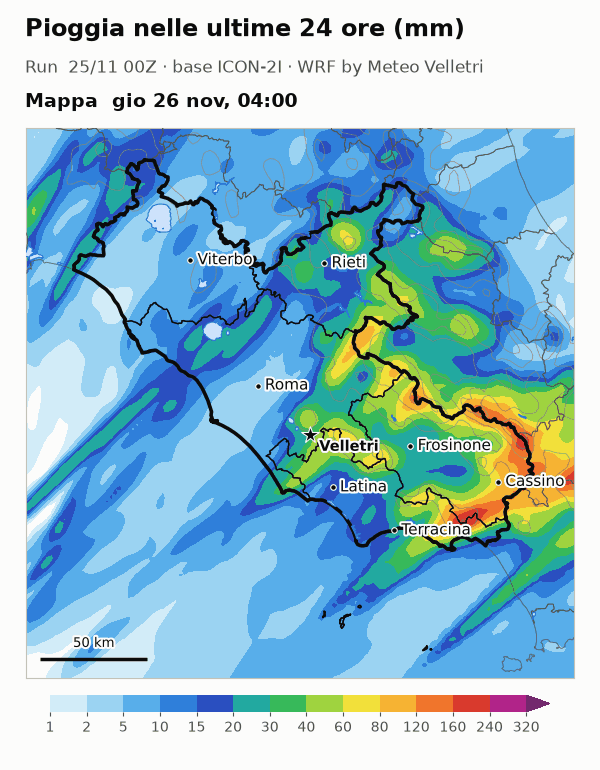 Pioggia nelle ultime 24 ore (mm)
Run  25/11 00Z · base ICON-2I · WRF by Meteo Velletri
Mappa  gio 26 nov, 04:00
Viterbo
Rieti
Roma
Velletri
Frosinone
Cassino
Latina
Terracina
50 km
1 2 5 10 15 20 30 40 60 80 120 160 240 320